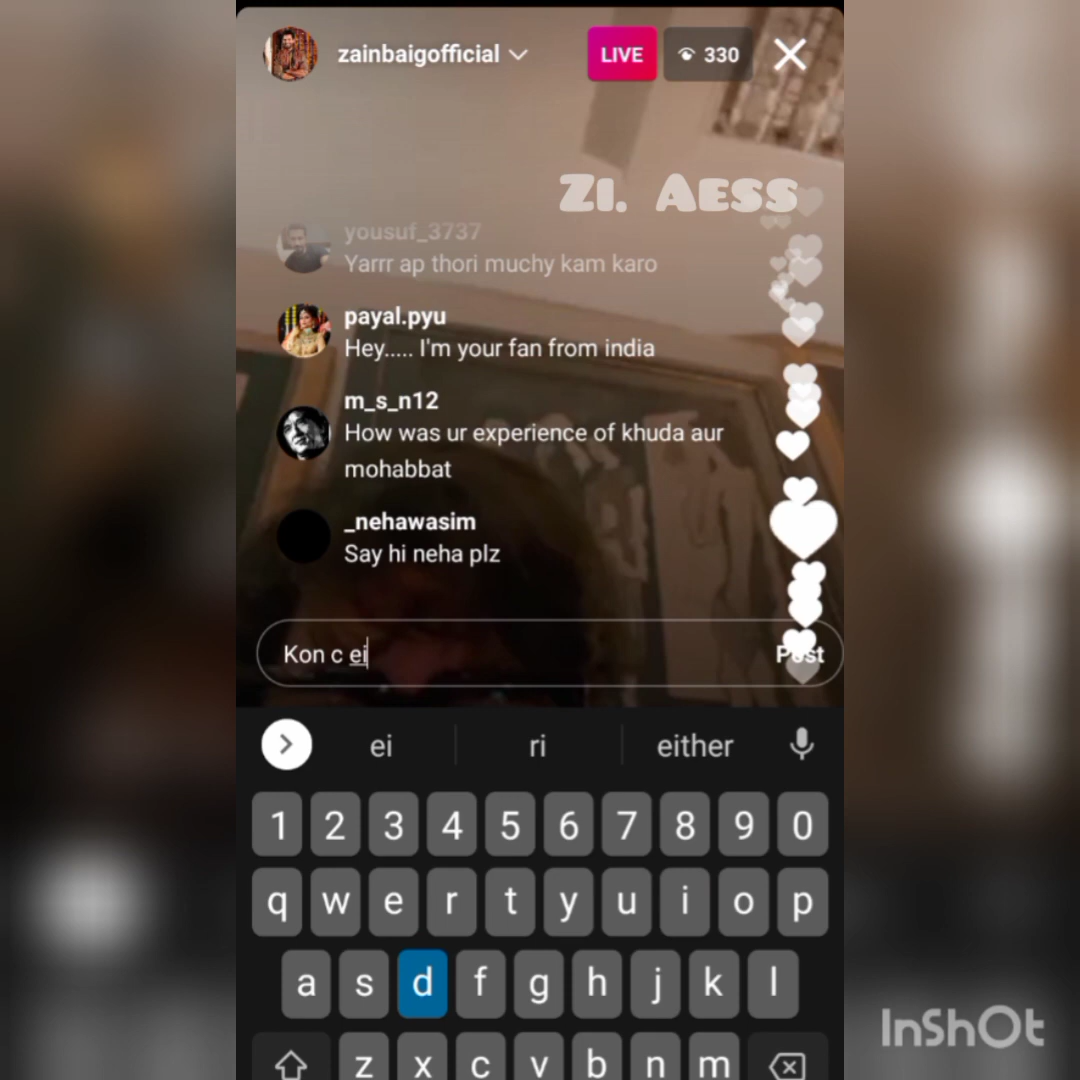 zainbaigofficial
LIVE
330
Zi. Aess
yousuf_3737
Yarrr ap thori muchy kam karo
payal.pyu
Hey..... I'm your fan from india
m_s_n12
How was ur experience of khuda aur
mohabbat
_nehawasim
Say hi neha plz
Kon c ei
Post
ei ri either
1 2 3 4 5 6 7 8 9 0
q w e r t y u i o p
a s d f g h j k l
z x c v b n m
InShOt